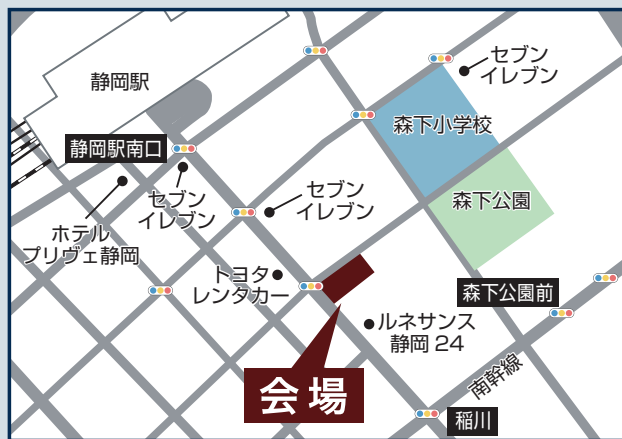 セブン
イレブン
静岡駅
森下小学校
静岡駅南口
セブン
イレブン
セブン
イレブン
森下公園
ホテル
プリヴェ静岡
トヨタ
レンタカー
森下公園前
ルネサンス
静岡 24
南幹線
会場
稲川